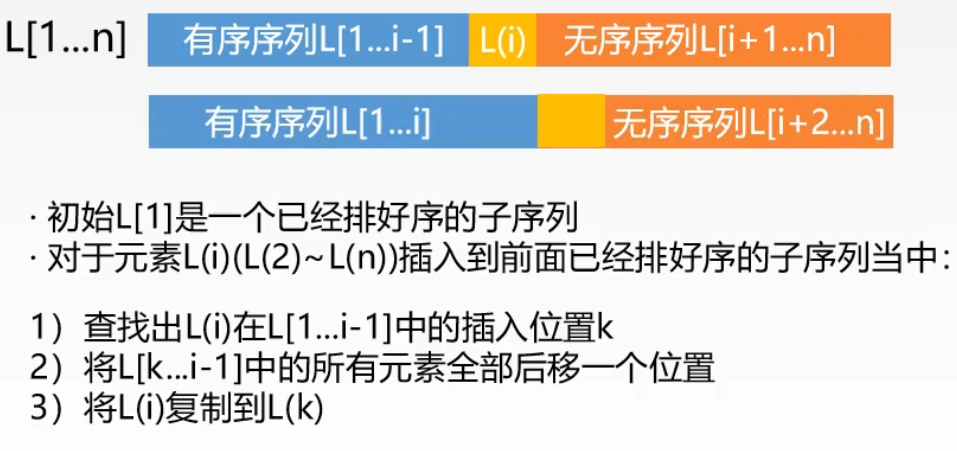 L[1...n] 有序序列L[1...i-1] L(i) 无序序列L[i+1...n]
有序序列L[1...i] 无序序列L[i+2...n]
· 初始L[1]是一个已经排好序的子序列
· 对于元素L(i)(L(2)~L(n))插入到前面已经排好序的子序列当中：
1）查找出L(i)在L[1...i-1]中的插入位置k
2）将L[k...i-1]中的所有元素全部后移一个位置
3）将L(i)复制到L(k)